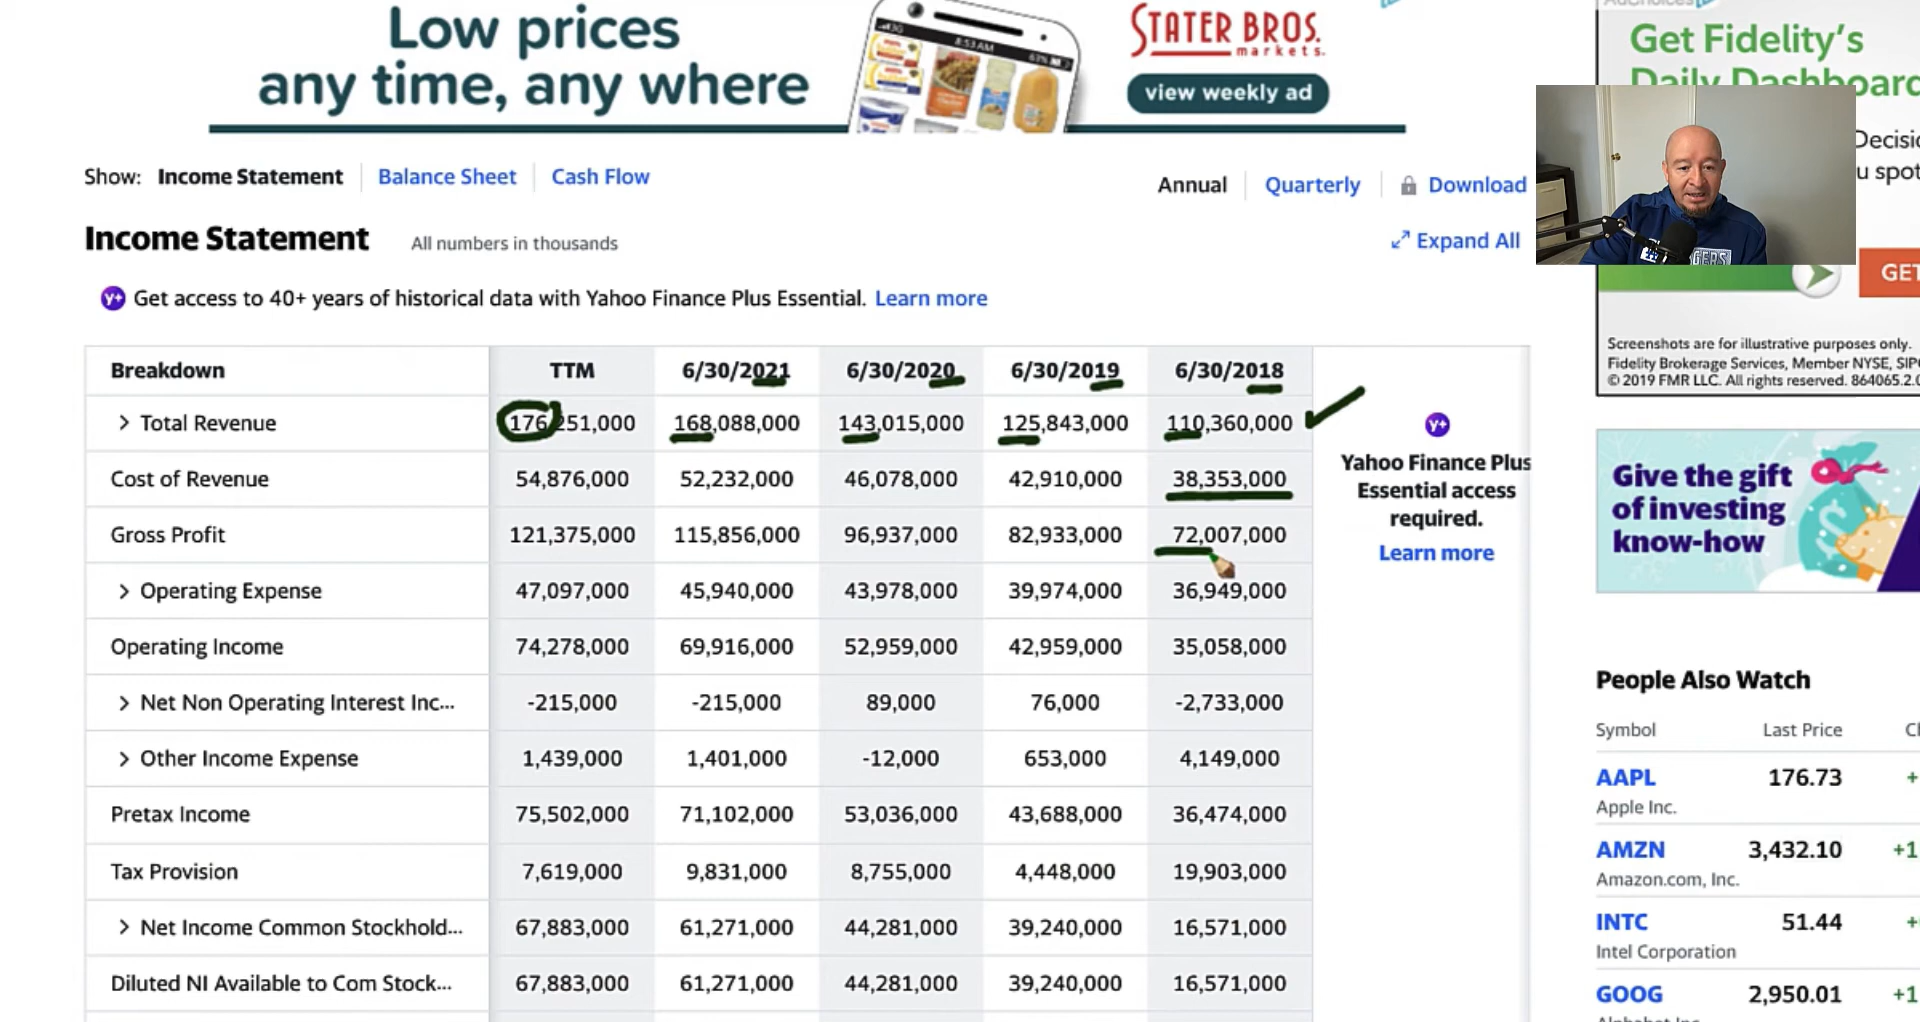 Low prices
any time, any where
8:53 AM
STATER BROS.
markets.
view weekly ad
AdChoices
Get Fidelity's
Daily Dashboard
GET
Screenshots are for illustrative purposes only.
Fidelity Brokerage Services, Member NYSE, SIPC
© 2019 FMR LLC. All rights reserved. 864065.2.0
Show: Income Statement Balance Sheet Cash Flow
Annual Quarterly Download
Income Statement All numbers in thousands
Expand All
y+ Get access to 40+ years of historical data with Yahoo Finance Plus Essential. Learn more
Breakdown TTM 6/30/2021 6/30/2020 6/30/2019 6/30/2018
Total Revenue 176,251,000 168,088,000 143,015,000 125,843,000 110,360,000
Cost of Revenue 54,876,000 52,232,000 46,078,000 42,910,000 38,353,000
Gross Profit 121,375,000 115,856,000 96,937,000 82,933,000 72,007,000
Operating Expense 47,097,000 45,940,000 43,978,000 39,974,000 36,949,000
Operating Income 74,278,000 69,916,000 52,959,000 42,959,000 35,058,000
Net Non Operating Interest Inc... -215,000 -215,000 89,000 76,000 -2,733,000
Other Income Expense 1,439,000 1,401,000 -12,000 653,000 4,149,000
Pretax Income 75,502,000 71,102,000 53,036,000 43,688,000 36,474,000
Tax Provision 7,619,000 9,831,000 8,755,000 4,448,000 19,903,000
Net Income Common Stockhold... 67,883,000 61,271,000 44,281,000 39,240,000 16,571,000
Diluted NI Available to Com Stock... 67,883,000 61,271,000 44,281,000 39,240,000 16,571,000
y+
Yahoo Finance Plus
Essential access
required.
Learn more
Give the gift
of investing
know-how
People Also Watch
Symbol Last Price
AAPL 176.73 +
Apple Inc.
AMZN 3,432.10 +1
Amazon.com, Inc.
INTC 51.44 +
Intel Corporation
GOOG 2,950.01 +1